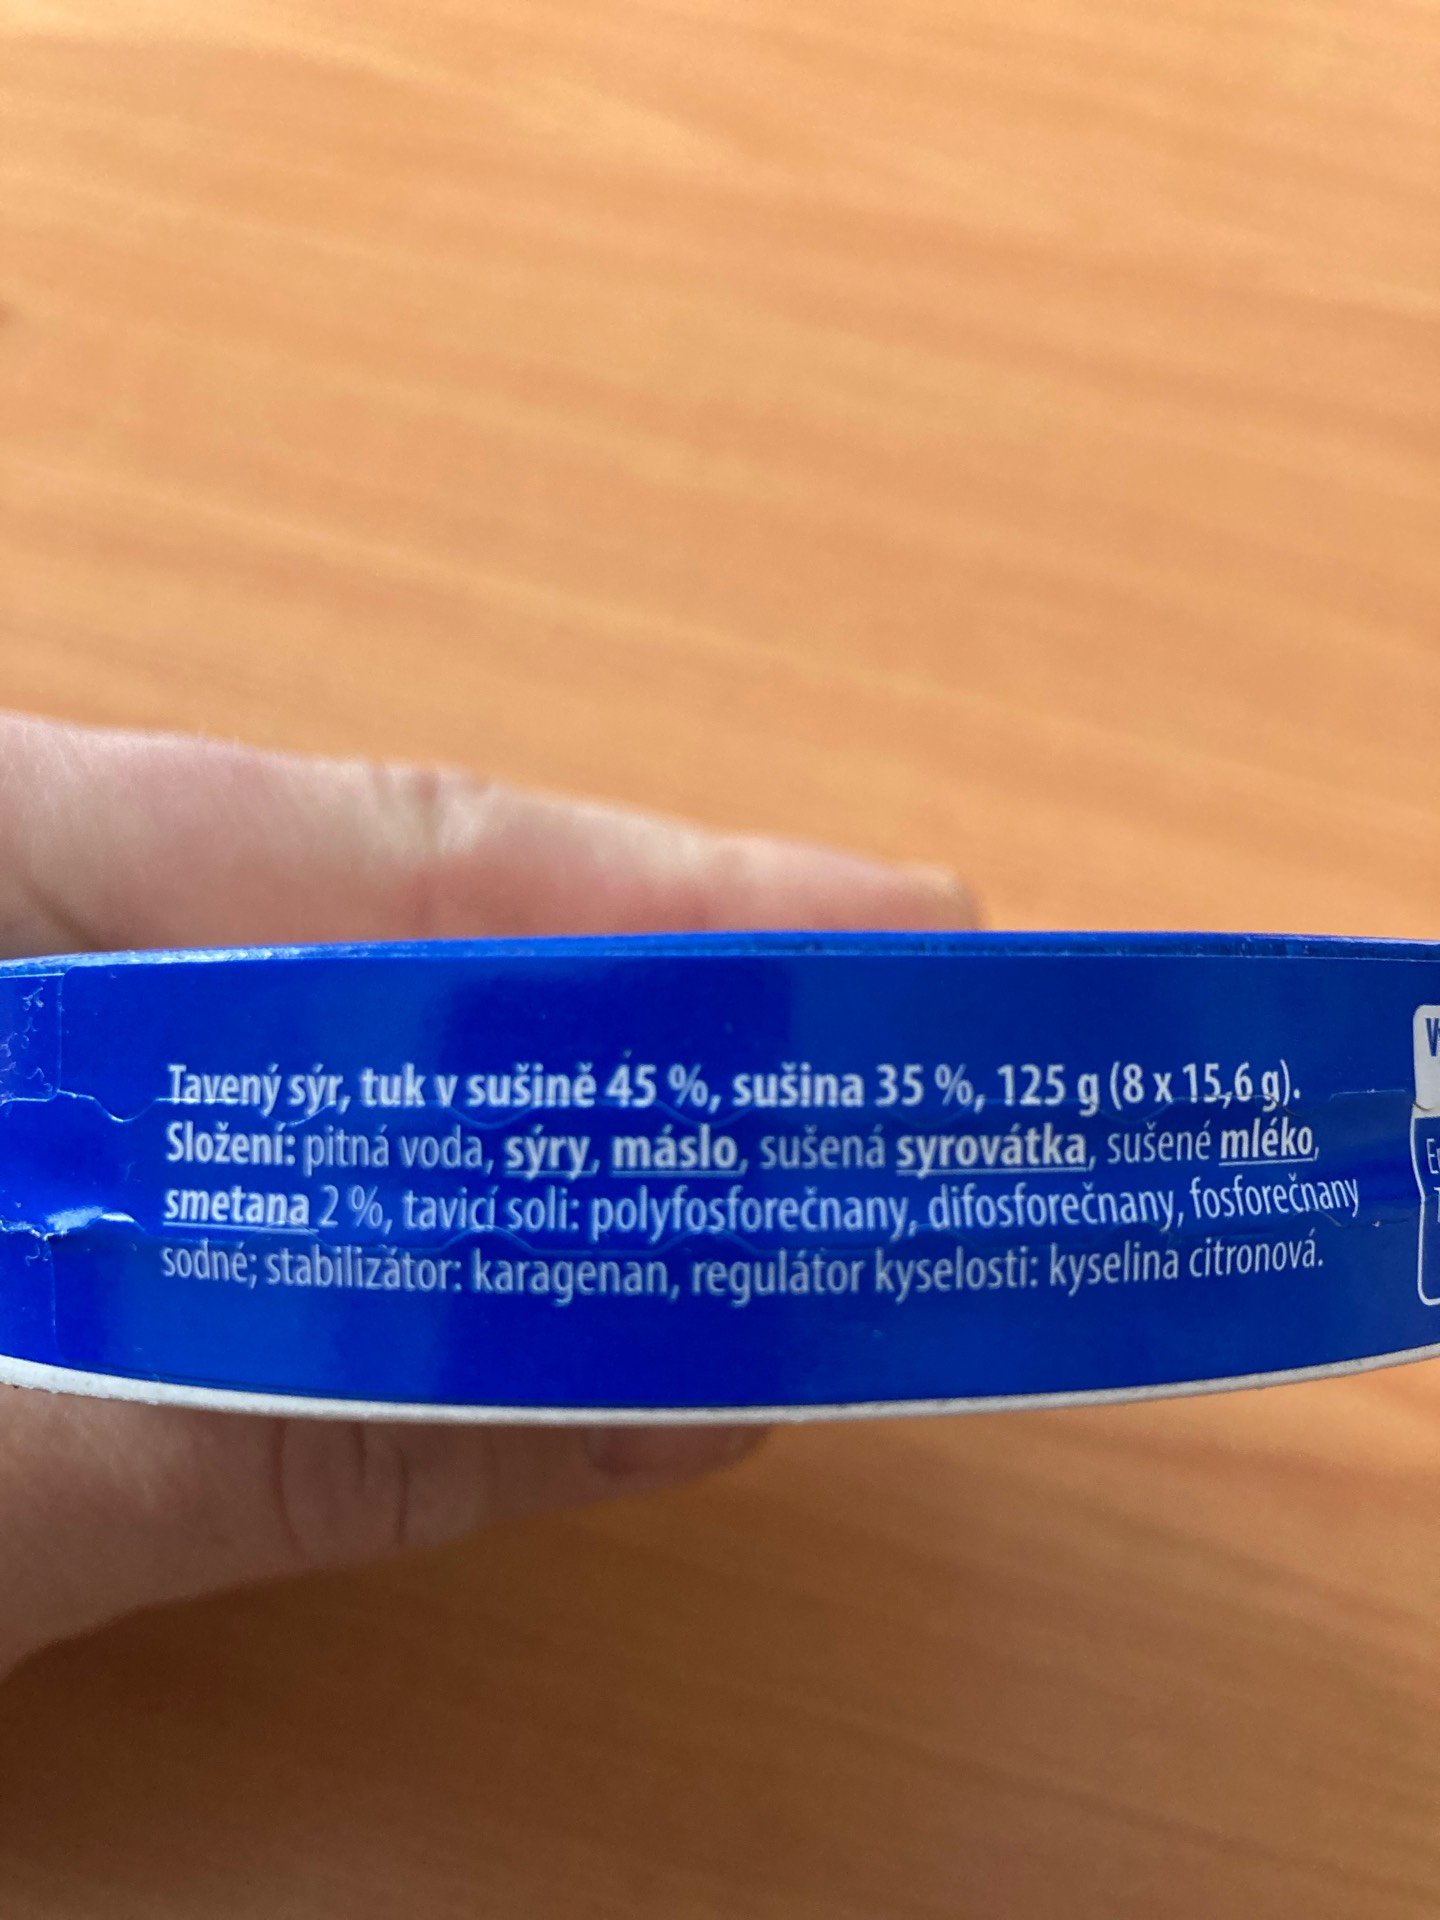 Tavený sýr, tuk v sušině 45 %, sušina 35 %, 125 g (8 x 15,6 g).
Složení: pitná voda, sýry, máslo, sušená syrovátka, sušené mléko,
smetana 2 %, tavicí soli: polyfosforečnany, difosforečnany, fosforečnany
sodné; stabilizátor: karagenan, regulátor kyselosti: kyselina citronová.